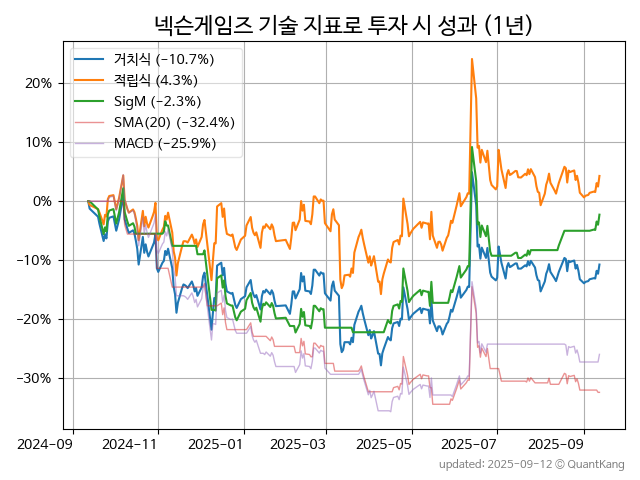 넥슨게임즈 기술 지표로 투자 시 성과 (1년)
거치식 (−10.7%)
적립식 (4.3%)
SigM (−2.3%)
SMA(20) (−32.4%)
MACD (−25.9%)
20%
10%
0%
−10%
−20%
−30%
2024-09
2024-11
2025-01
2025-03
2025-05
2025-07
2025-09
updated: 2025-09-12 © QuantKang